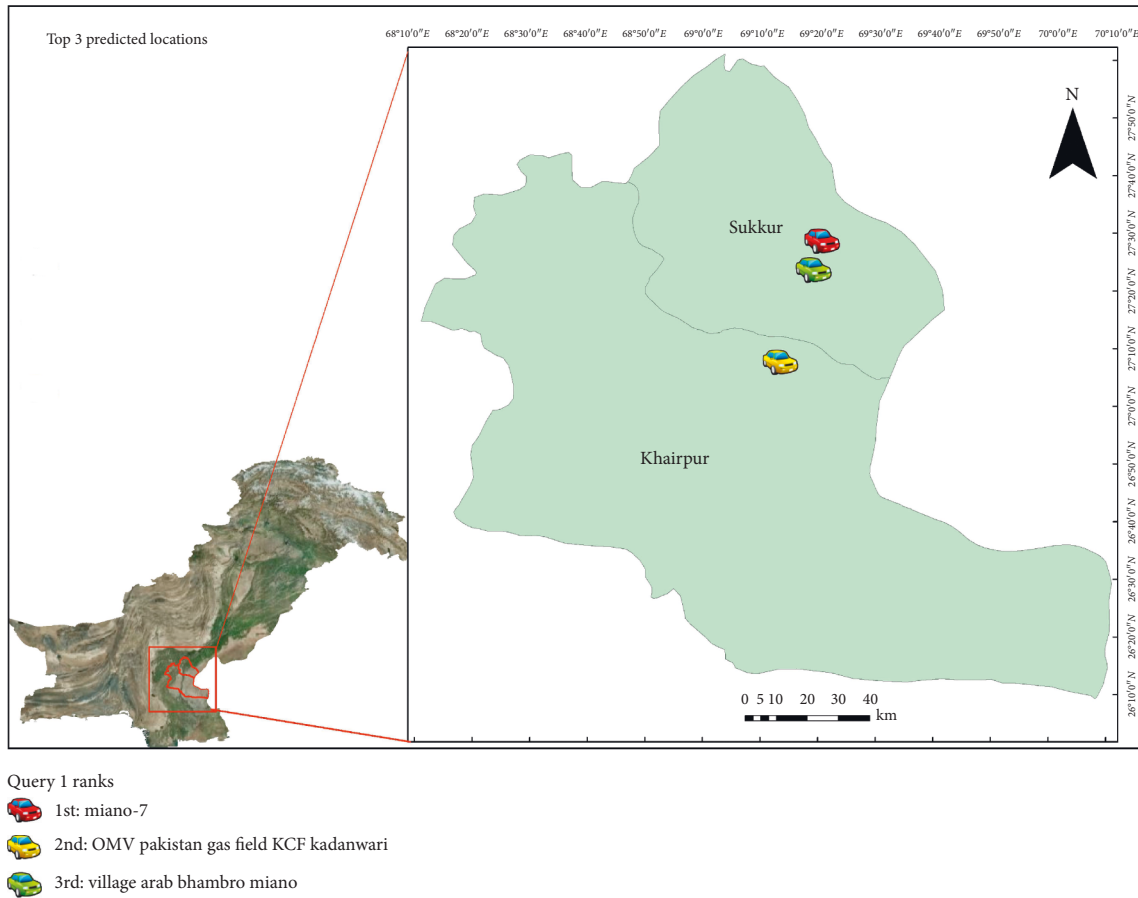 Top 3 predicted locations
68°10′0″E 68°20′0″E 68°30′0″E 68°40′0″E 68°50′0″E 69°0′0″E 69°10′0″E 69°20′0″E 69°30′0″E 69°40′0″E 69°50′0″E 70°0′0″E 70°10′0″E
N
27°50′0″N
27°40′0″N
27°30′0″N
27°20′0″N
27°10′0″N
27°0′0″N
26°50′0″N
26°40′0″N
26°30′0″N
26°20′0″N
26°10′0″N
Sukkur
Khairpur
0 5 10 20 30 40
km
Query 1 ranks
1st: miano-7
2nd: OMV pakistan gas field KCF kadanwari
3rd: village arab bhambro miano